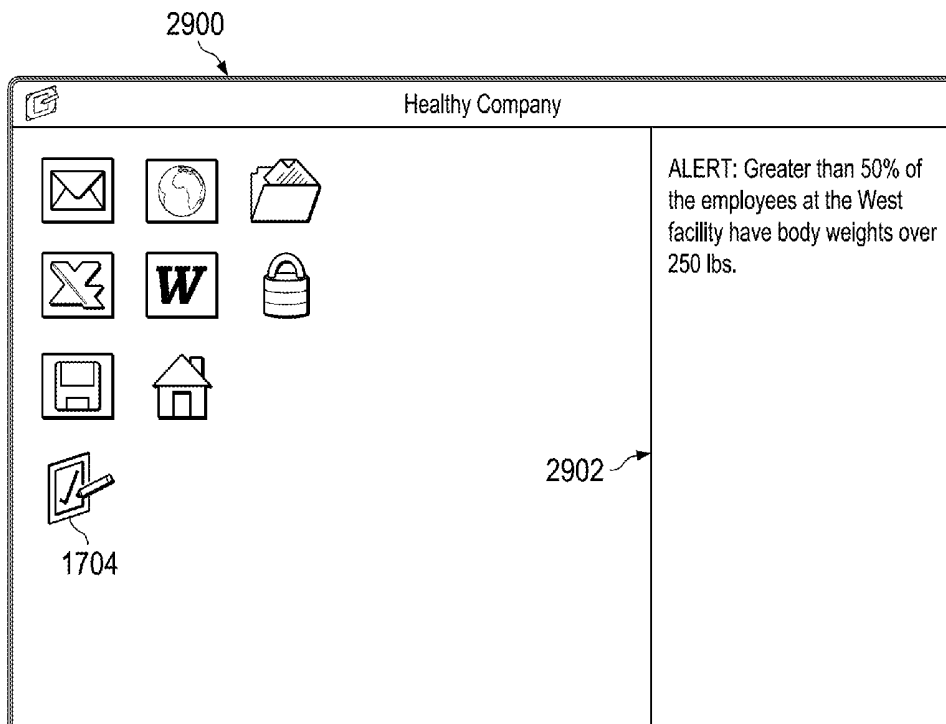 2900
Healthy Company
ALERT: Greater than 50% of
the employees at the West
facility have body weights over
250 lbs.
W
2902
1704